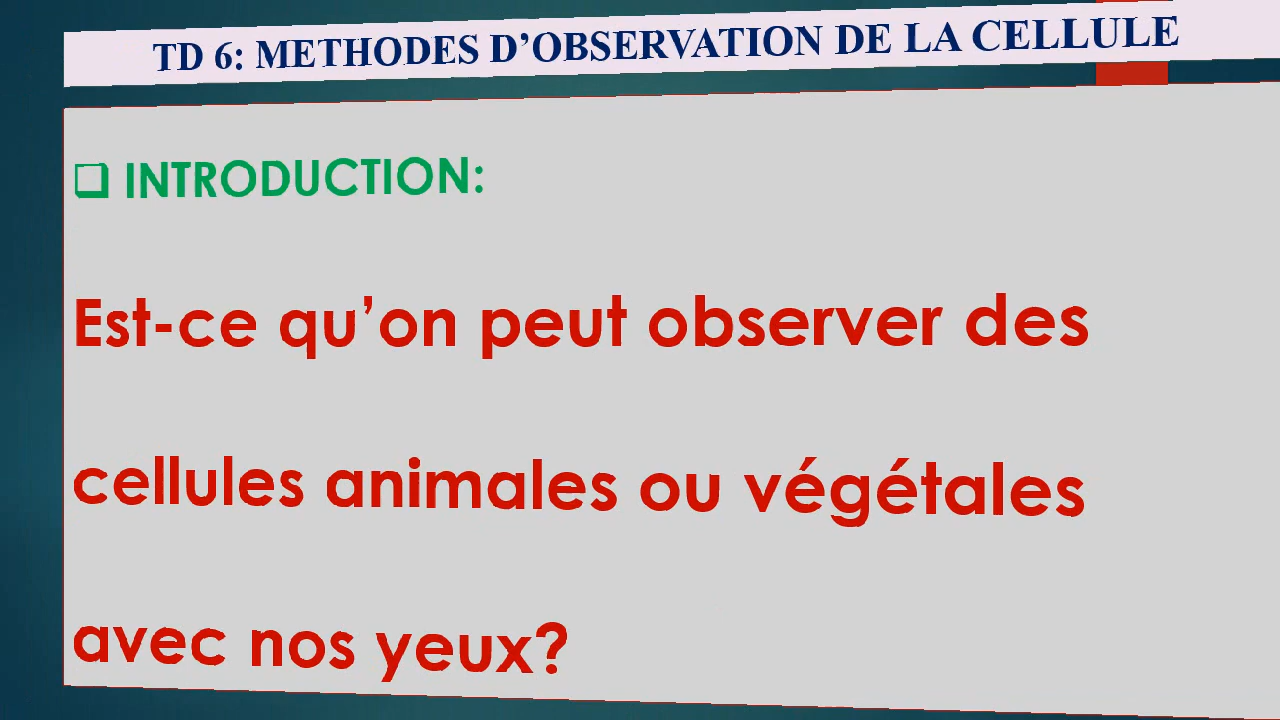 TD 6: METHODES D’OBSERVATION DE LA CELLULE
INTRODUCTION:
Est-ce qu’on peut observer des
cellules animales ou végétales
avec nos yeux?